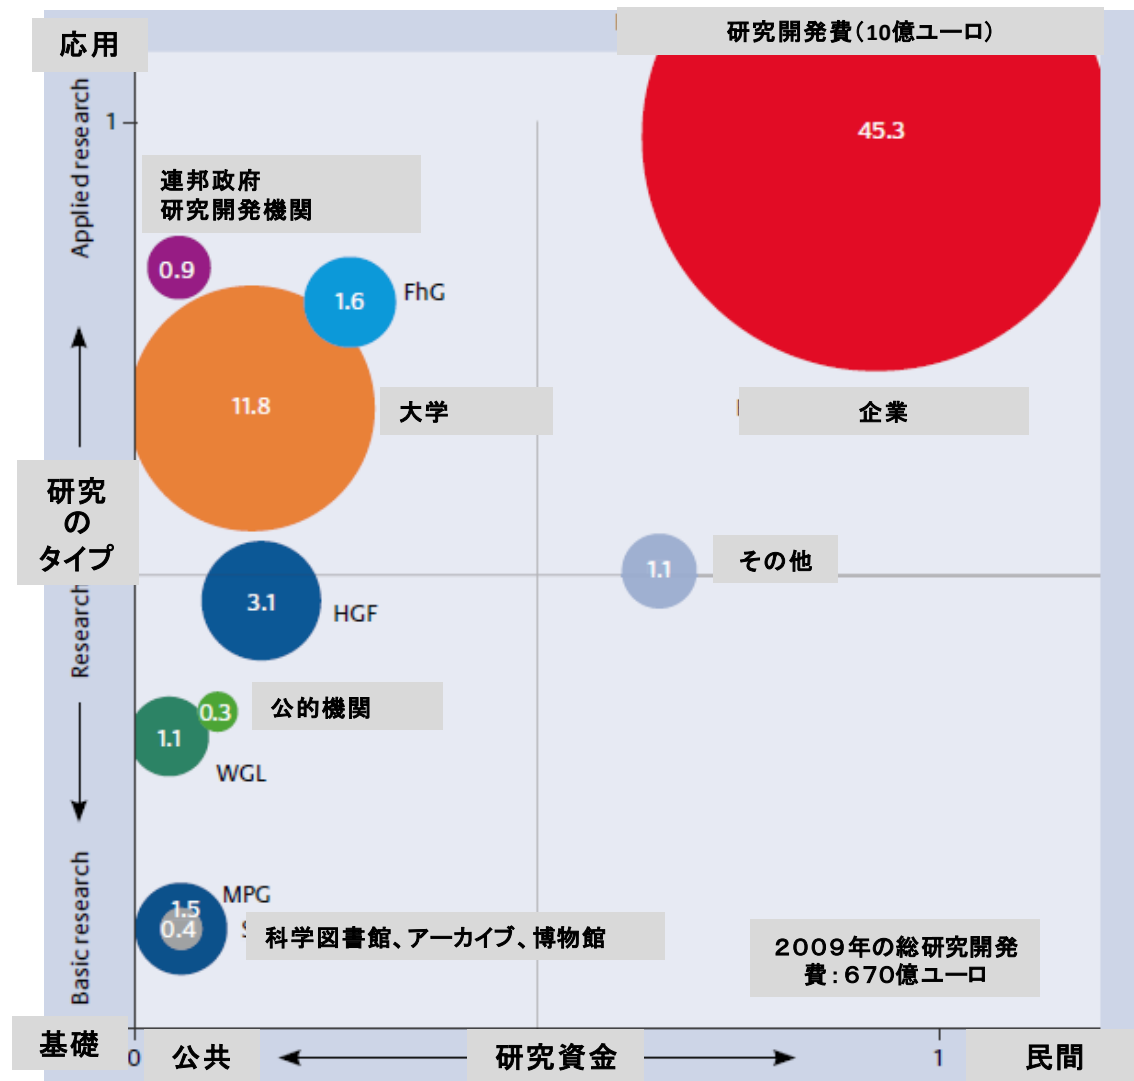 応用
研究開発費（10億ユーロ）
Applied research
1
45.3
連邦政府
研究開発機関
0.9
1.6
FhG
11.8
大学
企業
研究
の
タイプ
1.1
その他
3.1
HGF
Research
0.3
公的機関
1.1
WGL
Basic research
MPG
1.5
0.4
科学図書館、アーカイブ、博物館
２００９年の総研究開発
費：６７０億ユーロ
基礎
0
公共
研究資金
1
民間